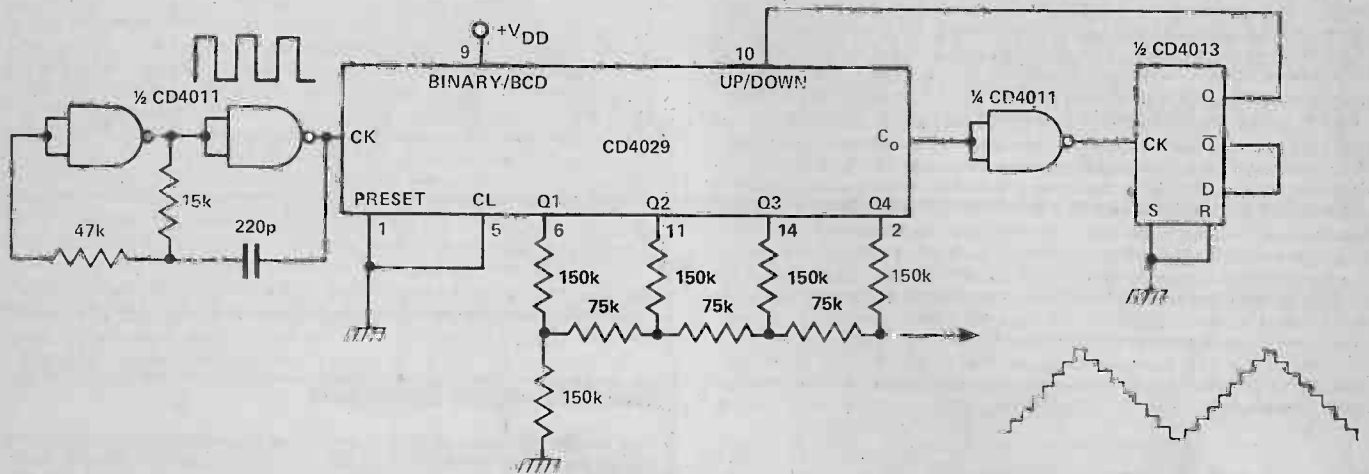 +V_DD
9
10
½ CD4013
½ CD4011
BINARY/BCD
UP/DOWN
¼ CD4011
Q
CK
CD4029
C_o
CK
Q̅
D
15k
PRESET
CL
Q1
Q2
Q3
Q4
S
R
47k
220p
1
5
6
11
14
2
150k
150k
150k
150k
75k
75k
75k
150k